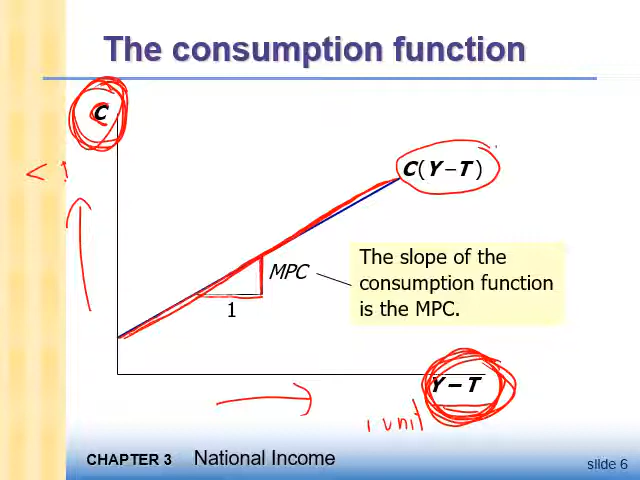 The consumption function
C
< 1
C(Y – T)
MPC
1
The slope of the
consumption function
is the MPC.
Y – T
1 unit
CHAPTER 3 National Income
slide 6